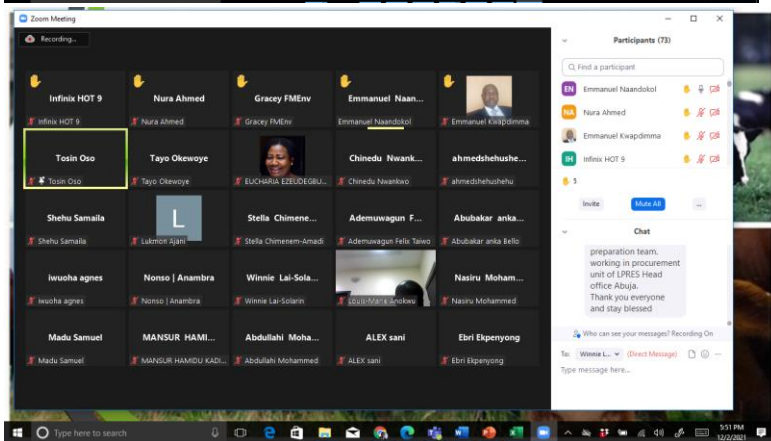 Zoom Meeting
Recording...
Infinix HOT 9
Nura Ahmed
Gracey FMEnv
Emmanuel Naan...
Infinix HOT 9
Nura Ahmed
Gracey FMEnv
Emmanuel Naandokol
Emmanuel Kwapdimma
Tosin Oso
Tayo Okewoye
Chinedu Nwank...
ahmedshehushe...
Tosin Oso
Tayo Okewoye
EUCHARIA EZEUDEGBU...
Chinedu Nwankwo
ahmedshehushehu
Shehu Samaila
L
Stella Chimene...
Ademuwagun F...
Abubakar anka...
Shehu Samaila
Lukmon Ajani
Stella Chimenem-Amadi
Ademuwagun Felix Taiwo
Abubakar anka Bello
iwuoha agnes
Nonso | Anambra
Winnie Lai-Sola...
Nasiru Moham...
iwuoha agnes
Nonso | Anambra
Winnie Lai-Solarin
Louis-Marie Anokwu
Nasiru Mohammed
Madu Samuel
MANSUR HAMI...
Abdullahi Moha...
ALEX sani
Ebri Ekpenyong
Madu Samuel
MANSUR HAMIDU KADI...
Abdullahi Mohammed
ALEX sani
Ebri Ekpenyong
Participants (73)
Find a participant
EN Emmanuel Naandokol
NA Nura Ahmed
Emmanuel Kwapdimma
IH Infinix HOT 9
5
Invite
Mute All
...
Chat
preparation team.
working in procurement
unit of LPRES Head
office Abuja.
Thank you everyone
and stay blessed
Who can see your messages? Recording On
To: Winnie L... (Direct Message)
Type message here...
Type here to search
5:51 PM
12/2/2021